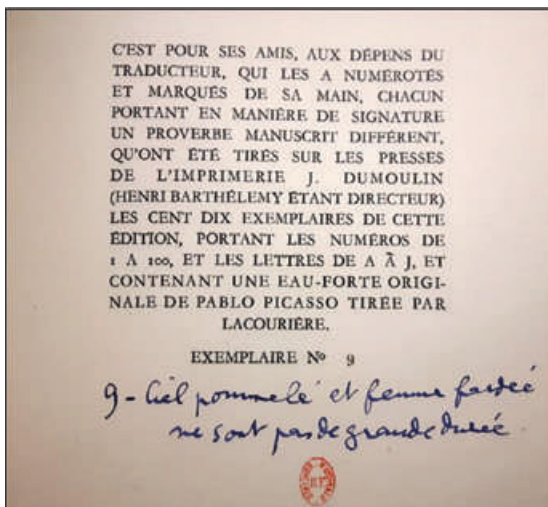 C'EST POUR SES AMIS, AUX DÉPENS DU
TRADUCTEUR, QUI LES A NUMÉROTÉS
ET MARQUÉS DE SA MAIN, CHACUN
PORTANT EN MANIÈRE DE SIGNATURE
UN PROVERBE MANUSCRIT DIFFÉRENT,
QU'ONT ÉTÉ TIRÉS SUR LES PRESSES
DE L'IMPRIMERIE J. DUMOULIN
(HENRI BARTHÉLEMY ÉTANT DIRECTEUR)
LES CENT DIX EXEMPLAIRES DE CETTE
ÉDITION, PORTANT LES NUMÉROS DE
1 A 100, ET LES LETTRES DE A À J, ET
CONTENANT UNE EAU-FORTE ORIGI-
NALE DE PABLO PICASSO TIRÉE PAR
LACOURIÈRE.
EXEMPLAIRE Nº 9
9 - Ciel pommelé et femme fardée
ne sont pas de grande durée